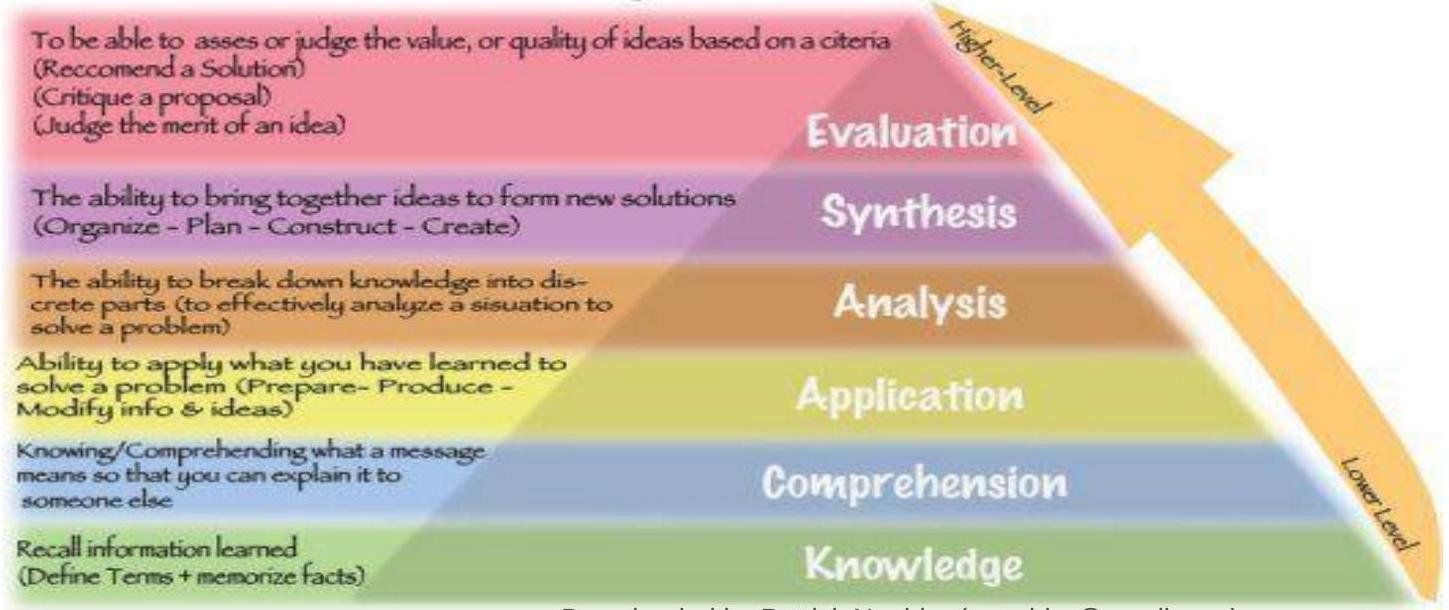 To be able to asses or judge the value, or quality of ideas based on a citeria
(Reccomend a Solution)
(Critique a proposal)
(Judge the merit of an idea)
Evaluation
Higher-Level
The ability to bring together ideas to form new solutions
(Organize - Plan - Construct - Create)
Synthesis
The ability to break down knowledge into dis-
crete parts (to effectively analyze a sisuation to
solve a problem)
Analysis
Ability to apply what you have learned to
solve a problem (Prepare- Produce -
Modify info & ideas)
Application
Knowing/Comprehending what a message
means so that you can explain it to
someone else
Comprehension
Lower Level
Recall information learned
(Define Terms + memorize facts)
Knowledge